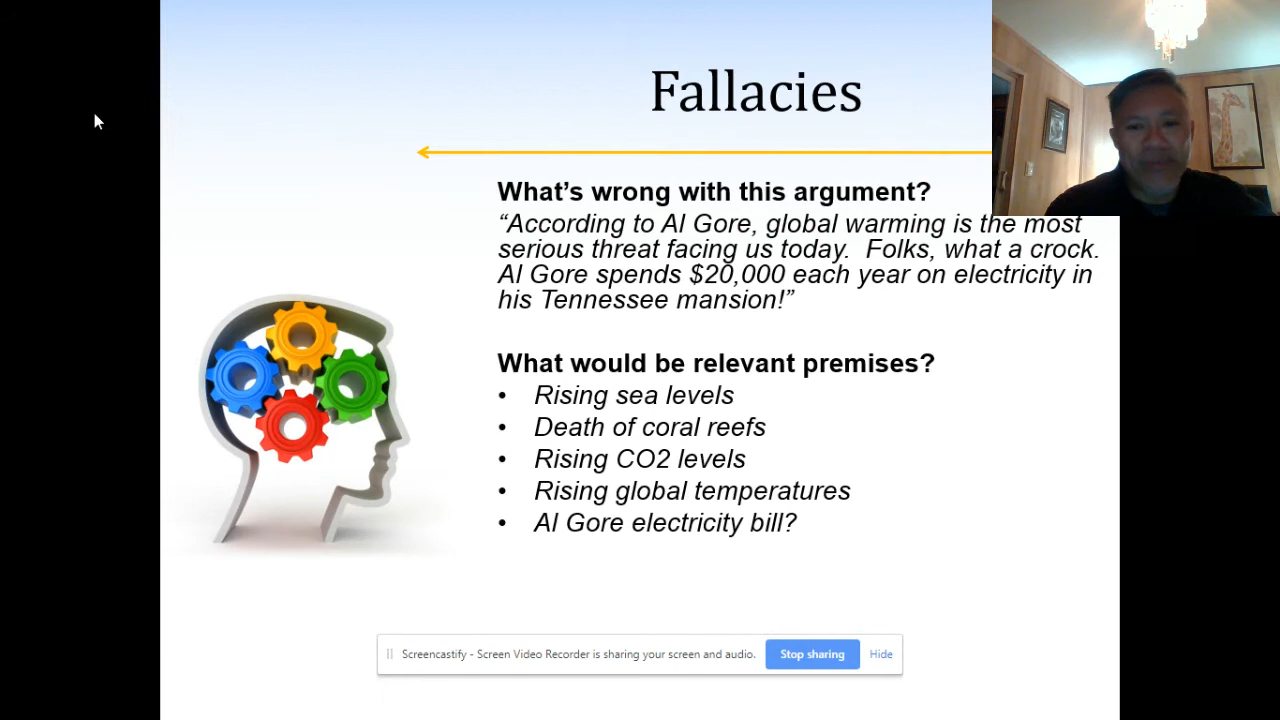 Fallacies
What's wrong with this argument?
“According to Al Gore, global warming is the most
serious threat facing us today.  Folks, what a crock.
Al Gore spends $20,000 each year on electricity in
his Tennessee mansion!”
What would be relevant premises?
• Rising sea levels
• Death of coral reefs
• Rising CO2 levels
• Rising global temperatures
• Al Gore electricity bill?
Screencastify - Screen Video Recorder is sharing your screen and audio. Stop sharing Hide